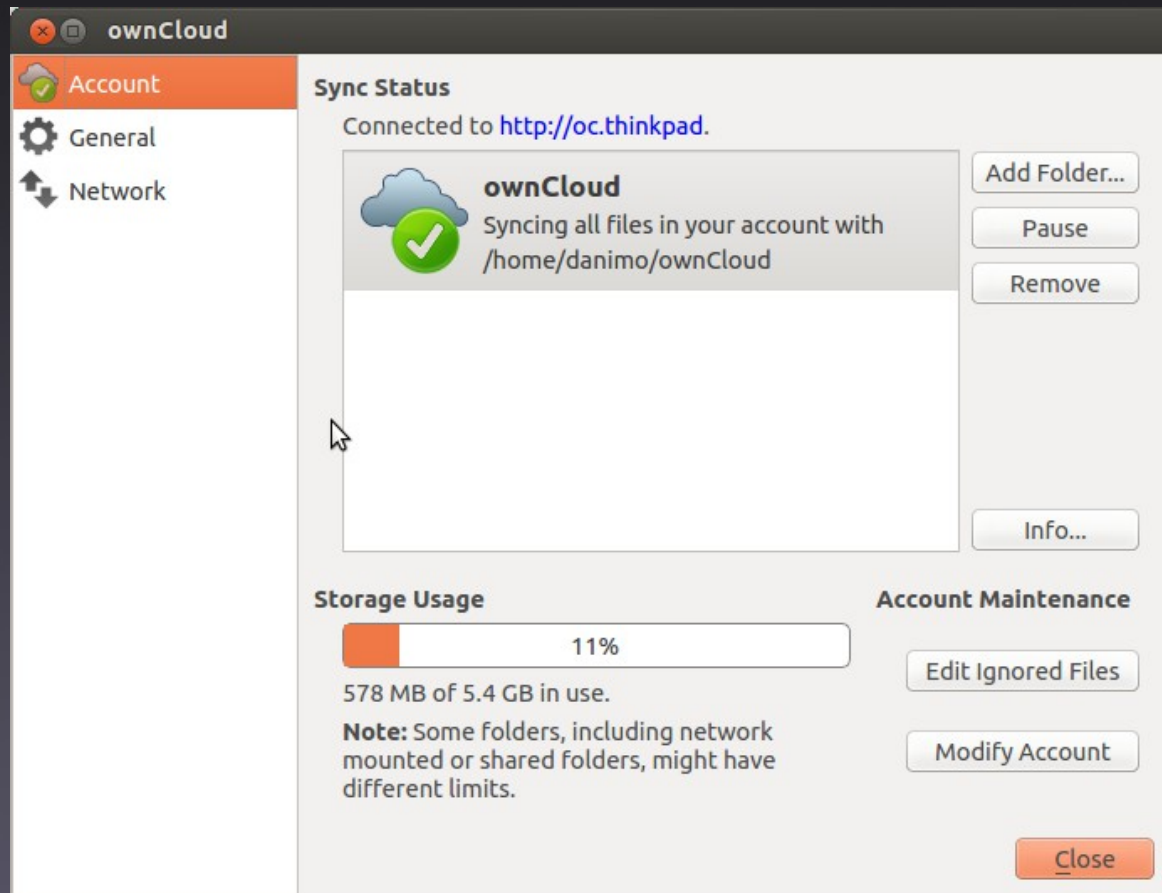 ownCloud
Account
General
Network
Sync Status
Connected to http://oc.thinkpad.
ownCloud
Syncing all files in your account with
/home/danimo/ownCloud
Add Folder...
Pause
Remove
Info...
Storage Usage
11%
578 MB of 5.4 GB in use.
Note: Some folders, including network
mounted or shared folders, might have
different limits.
Account Maintenance
Edit Ignored Files
Modify Account
Close